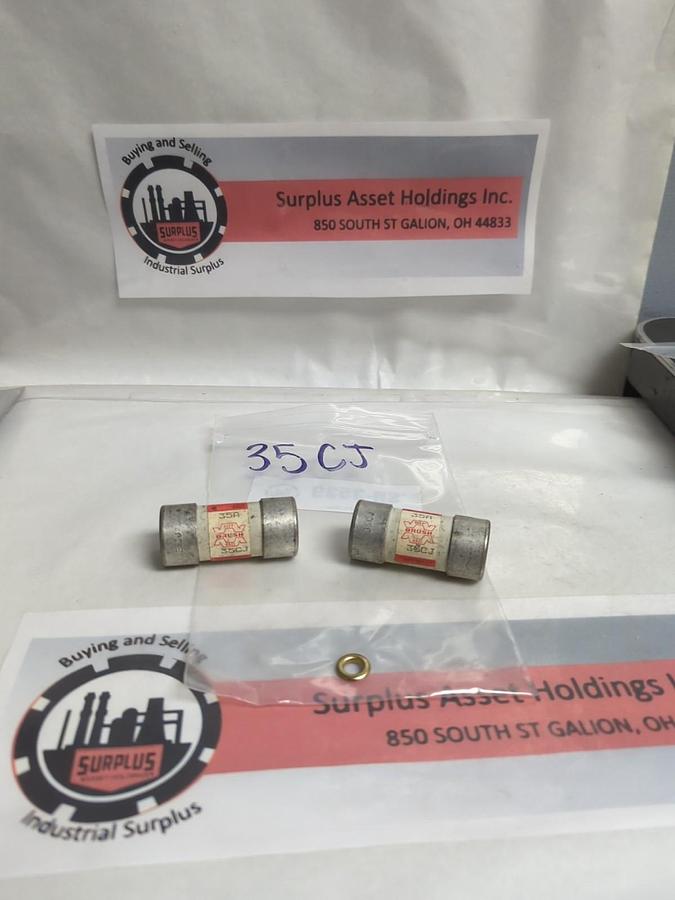 Buying and Selling
SURPLUS
Industrial Surplus
Surplus Asset Holdings Inc.
850 SOUTH ST GALION, OH 44833
35CJ
35A
BRUSH
35CJ
35A
BRUSH
35CJ
Buying and Selling
SURPLUS
Industrial Surplus
Surplus Asset Holdings
850 SOUTH ST GALION, OH